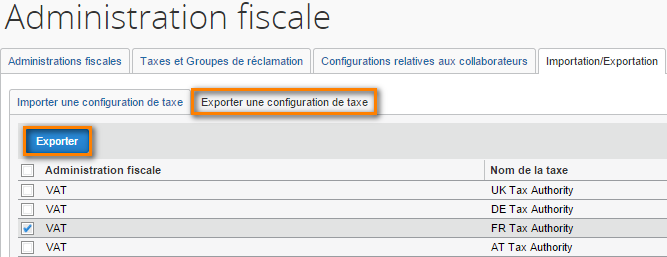 Administration fiscale
Administrations fiscales Taxes et Groupes de réclamation Configurations relatives aux collaborateurs Importation/Exportation
Importer une configuration de taxe Exporter une configuration de taxe
Exporter
Administration fiscale Nom de la taxe
VAT UK Tax Authority
VAT DE Tax Authority
VAT FR Tax Authority
VAT AT Tax Authority